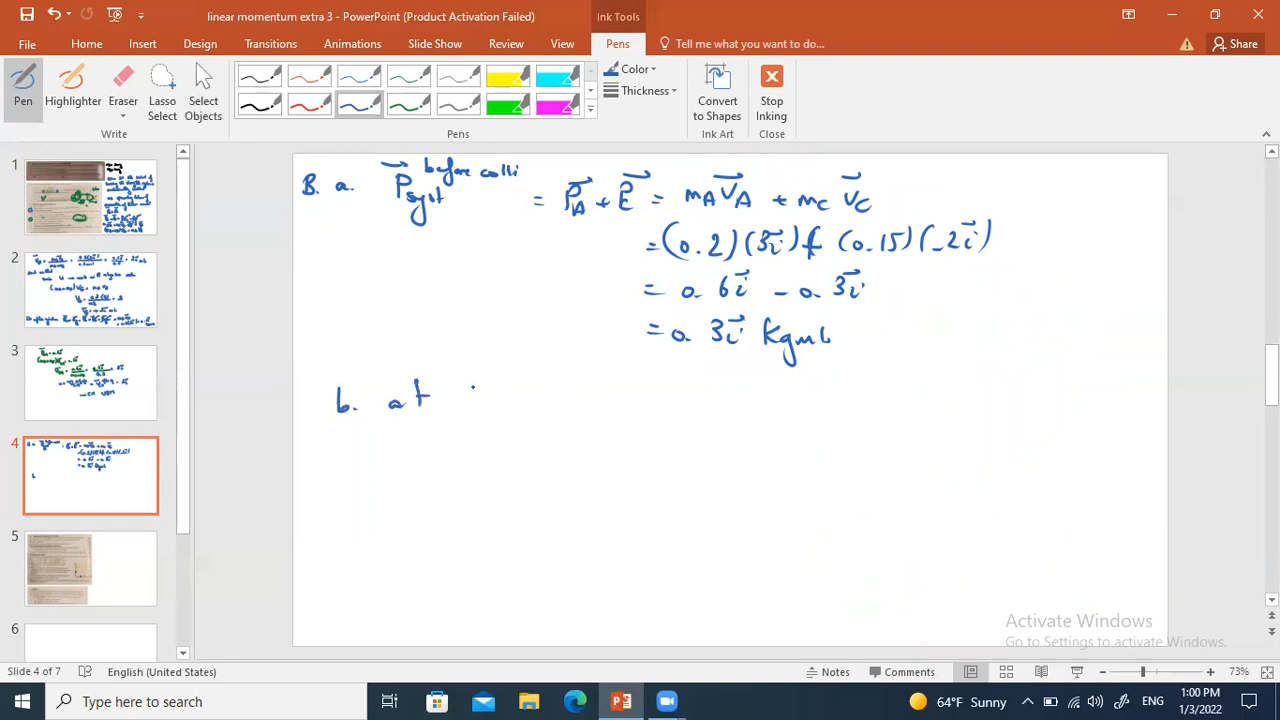 linear momentum extra 3 - PowerPoint (Product Activation Failed)
Ink Tools
File Home Insert Design Transitions Animations Slide Show Review View Pens Tell me what you want to do... Share
Pen Highlighter Eraser Lasso Select Select Objects
Write
Pens
Color
Thickness
Convert to Shapes
Ink Art
Stop Inking
Close
B. a. P⃗ syst before colli = P⃗A + P⃗C = mA V⃗A + mC V⃗C
= (0.2)(3i⃗) + (0.15)(-2i⃗)
= 0.6i⃗ - 0.3i⃗
= 0.3i⃗ Kgm/s
b. at
1
2
3
4
5
6
Activate Windows
Go to Settings to activate Windows.
Slide 4 of 7 English (United States) Notes Comments 73%
Type here to search
64°F Sunny ENG
1:00 PM
1/3/2022